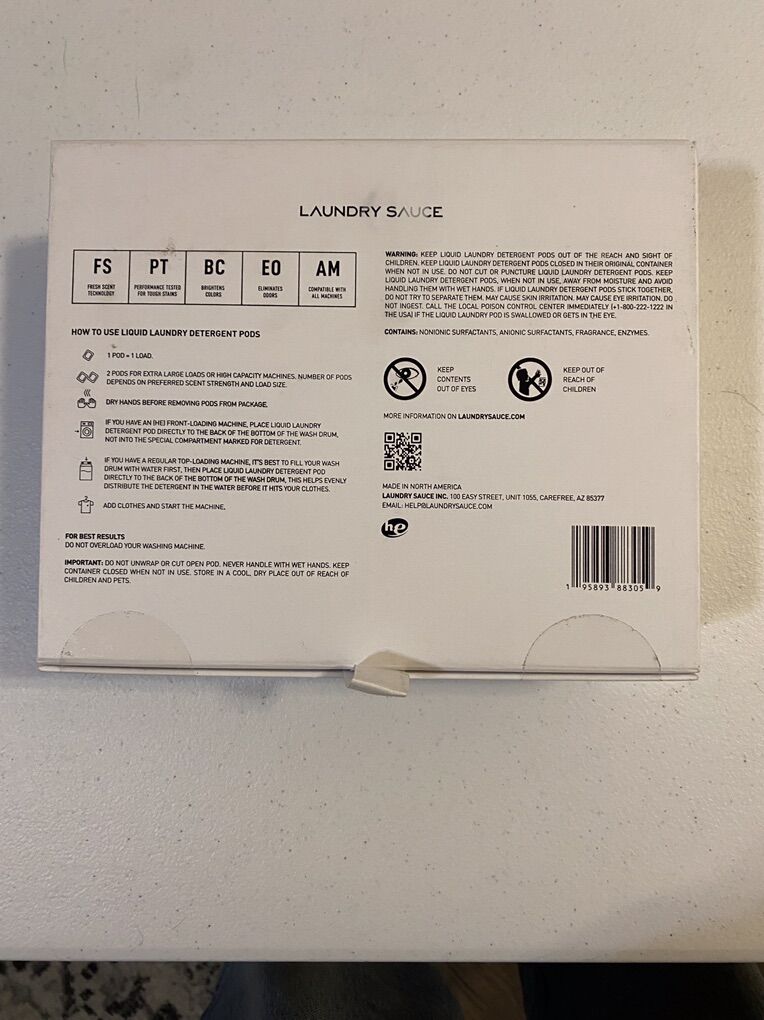 LAUNDRY SAUCE
FS
FRESH SCENT
TECHNOLOGY
PT
PERFORMANCE TESTED
FOR TOUGH STAINS
BC
BRIGHTENS
COLORS
EO
ELIMINATES
ODORS
AM
COMPATIBLE WITH
ALL MACHINES
HOW TO USE LIQUID LAUNDRY DETERGENT PODS
1 POD = 1 LOAD.
2 PODS FOR EXTRA LARGE LOADS OR HIGH CAPACITY MACHINES. NUMBER OF PODS
DEPENDS ON PREFERRED SCENT STRENGTH AND LOAD SIZE.
DRY HANDS BEFORE REMOVING PODS FROM PACKAGE.
IF YOU HAVE AN (HE) FRONT-LOADING MACHINE, PLACE LIQUID LAUNDRY
DETERGENT POD DIRECTLY TO THE BACK OF THE BOTTOM OF THE WASH DRUM,
NOT INTO THE SPECIAL COMPARTMENT MARKED FOR DETERGENT.
IF YOU HAVE A REGULAR TOP-LOADING MACHINE, IT'S BEST TO FILL YOUR WASH
DRUM WITH WATER FIRST, THEN PLACE LIQUID LAUNDRY DETERGENT POD
DIRECTLY TO THE BACK OF THE BOTTOM OF THE WASH DRUM, THIS HELPS EVENLY
DISTRIBUTE THE DETERGENT IN THE WATER BEFORE IT HITS YOUR CLOTHES.
ADD CLOTHES AND START THE MACHINE.
FOR BEST RESULTS
DO NOT OVERLOAD YOUR WASHING MACHINE.
IMPORTANT: DO NOT UNWRAP OR CUT OPEN POD. NEVER HANDLE WITH WET HANDS. KEEP
CONTAINER CLOSED WHEN NOT IN USE. STORE IN A COOL, DRY PLACE OUT OF REACH OF
CHILDREN AND PETS.
WARNING: KEEP LIQUID LAUNDRY DETERGENT PODS OUT OF THE REACH AND SIGHT OF
CHILDREN. KEEP LIQUID LAUNDRY DETERGENT PODS CLOSED IN THEIR ORIGINAL CONTAINER
WHEN NOT IN USE. DO NOT CUT OR PUNCTURE LIQUID LAUNDRY DETERGENT PODS. KEEP
LIQUID LAUNDRY DETERGENT PODS, WHEN NOT IN USE, AWAY FROM MOISTURE AND AVOID
HANDLING THEM WITH WET HANDS. IF LIQUID LAUNDRY DETERGENT PODS STICK TOGETHER,
DO NOT TRY TO SEPARATE THEM. MAY CAUSE SKIN IRRITATION. MAY CAUSE EYE IRRITATION. DO
NOT INGEST. CALL THE LOCAL POISON CONTROL CENTER IMMEDIATELY (+1-800-222-1222 IN
THE USA) IF THE LIQUID LAUNDRY POD IS SWALLOWED OR GETS IN THE EYE.
CONTAINS: NONIONIC SURFACTANTS, ANIONIC SURFACTANTS, FRAGRANCE, ENZYMES.
KEEP
CONTENTS
OUT OF EYES
KEEP OUT OF
REACH OF
CHILDREN
MORE INFORMATION ON LAUNDRYSAUCE.COM
MADE IN NORTH AMERICA
LAUNDRY SAUCE INC. 100 EASY STREET, UNIT 1055, CAREFREE, AZ 85377
EMAIL: HELP@LAUNDRYSAUCE.COM
he
1 95893 88305 9